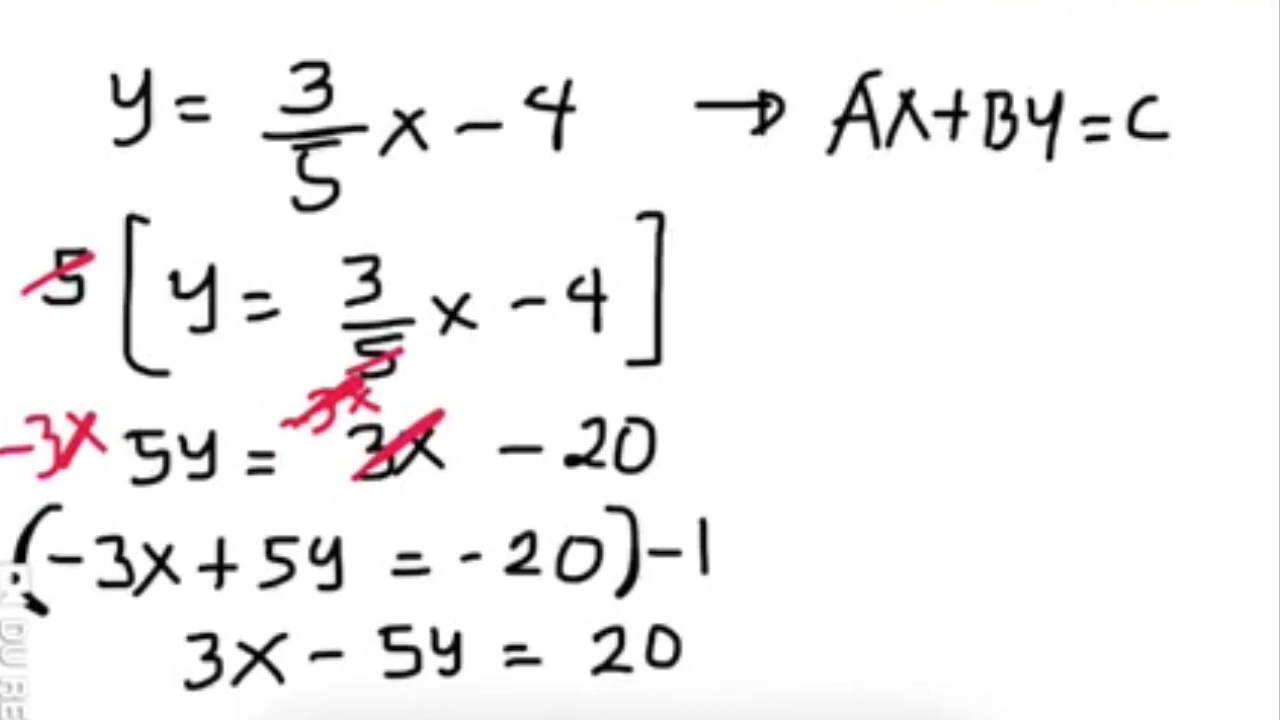 y = 3/5 x - 4 → Ax + By = C
5 [ y = 3/5 x - 4 ]
-3x 5y = -3x 3x - 20
(-3x + 5y = -20) -1
3x - 5y = 20